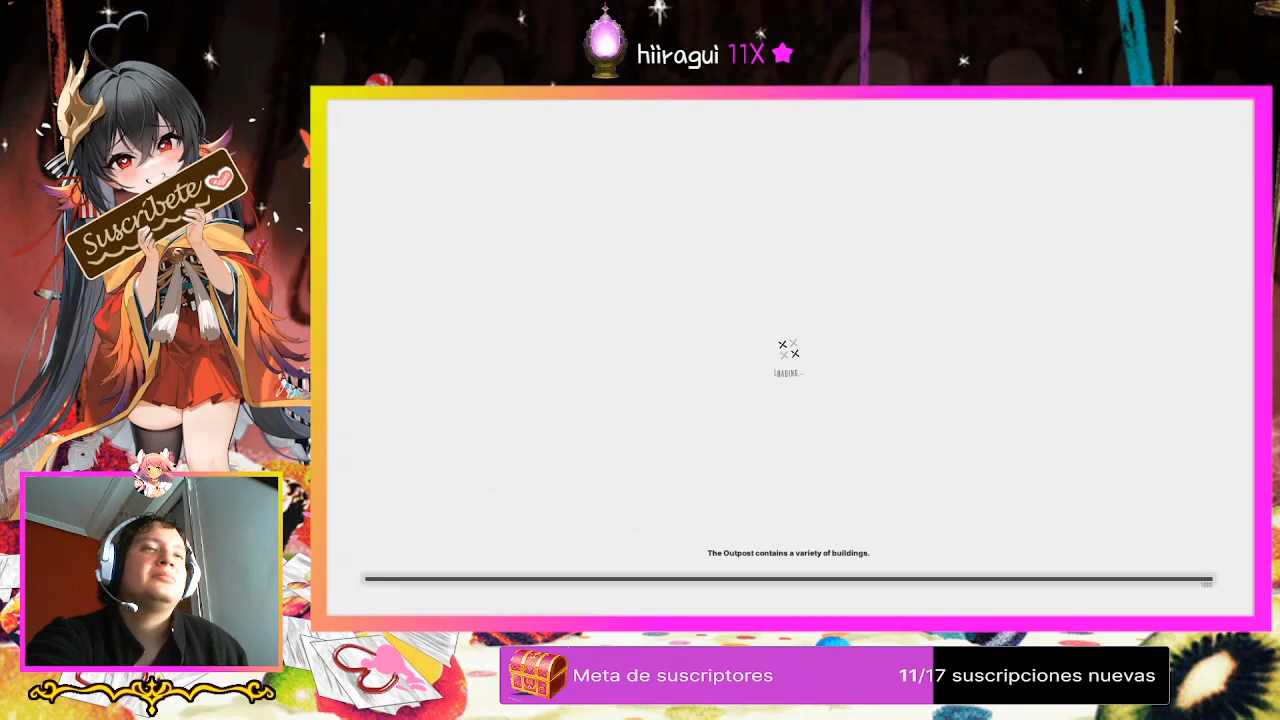 hiiragui 11X
Suscríbete
LOADING...
The Outpost contains a variety of buildings.
Meta de suscriptores
11/17 suscripciones nuevas